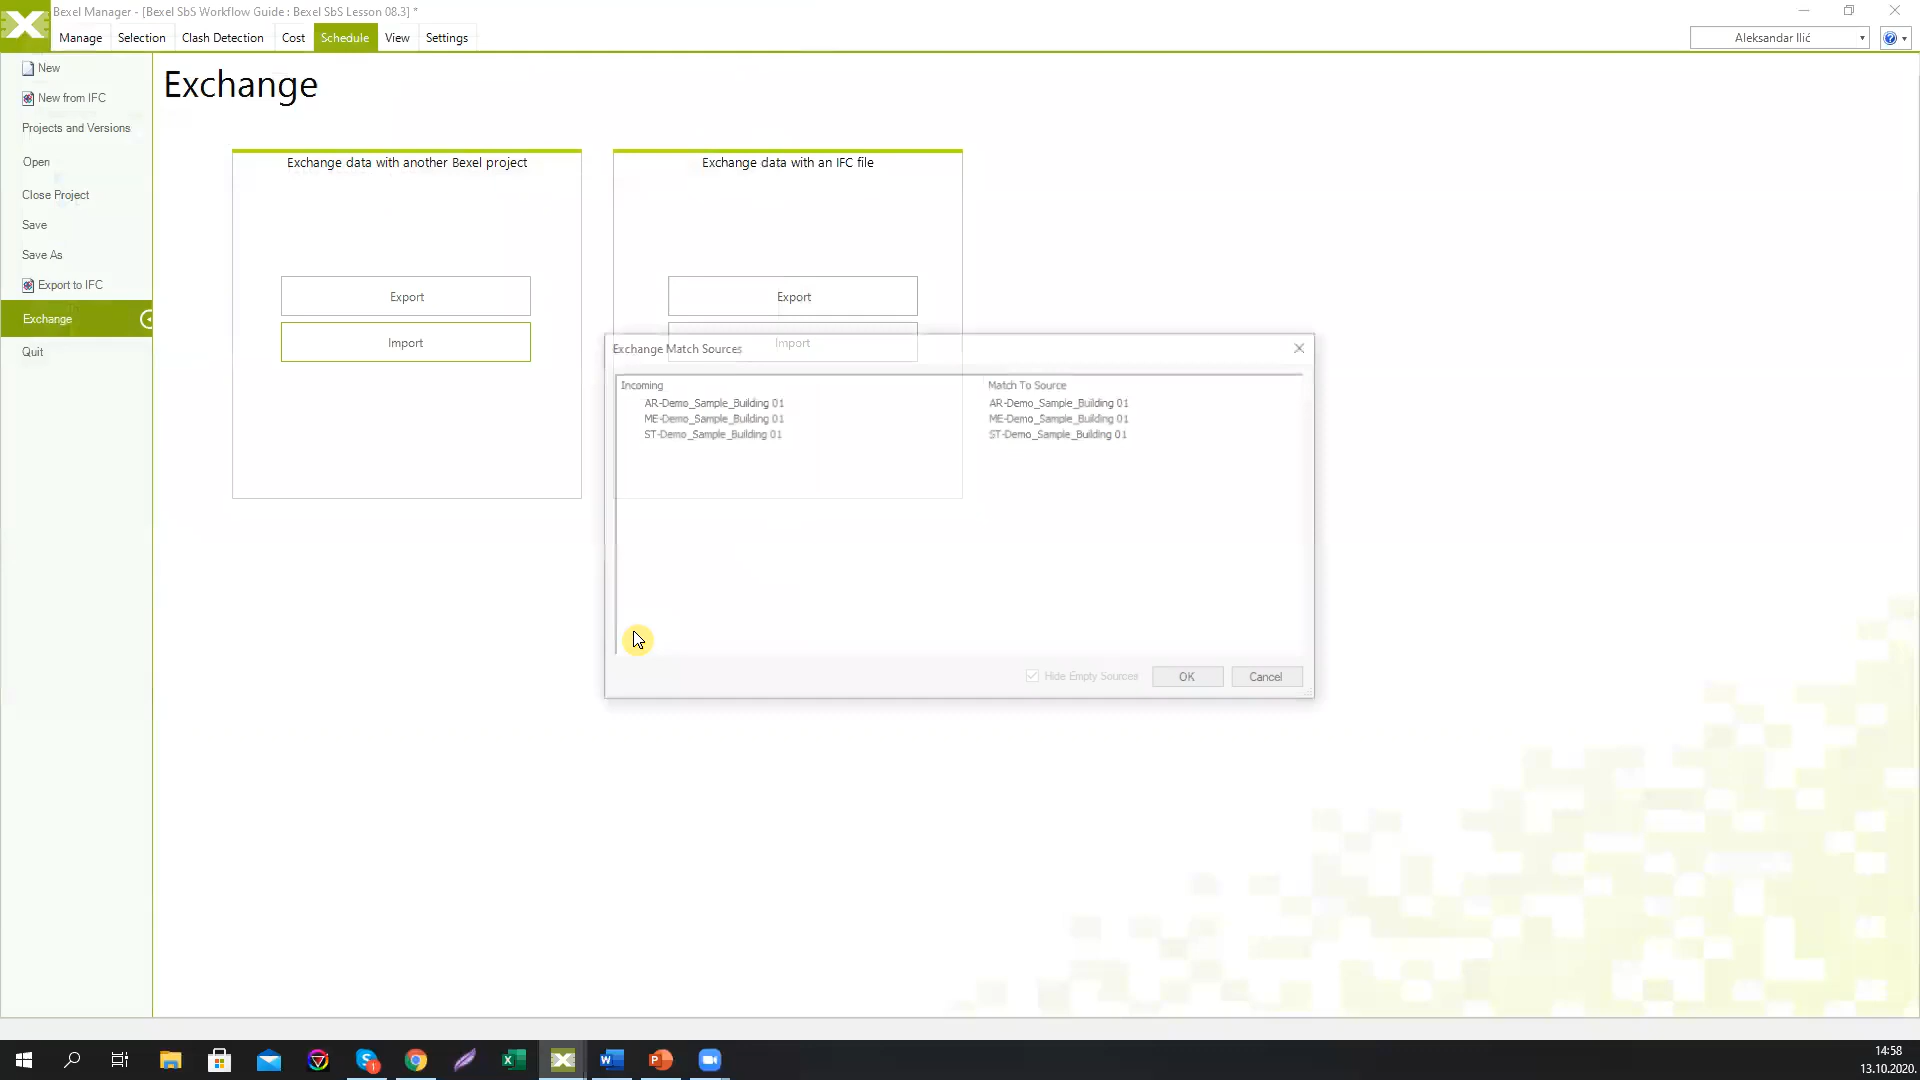 Bexel Manager - [Bexel SbS Workflow Guide : Bexel SbS Lesson 08.3] *
Manage
Selection
Clash Detection
Cost
Schedule
View
Settings
Aleksandar Ilić
New
New from IFC
Projects and Versions
Open
Close Project
Save
Save As
Export to IFC
Exchange
Quit
Exchange
Exchange data with another Bexel project
Export
Import
Exchange data with an IFC file
Export
Import
Exchange Match Sources
Incoming Match To Source
AR-Demo_Sample_Building 01 AR-Demo_Sample_Building 01
ME-Demo_Sample_Building 01 ME-Demo_Sample_Building 01
ST-Demo_Sample_Building 01 ST-Demo_Sample_Building 01
Hide Empty Sources
OK
Cancel
14:58
13.10.2020.